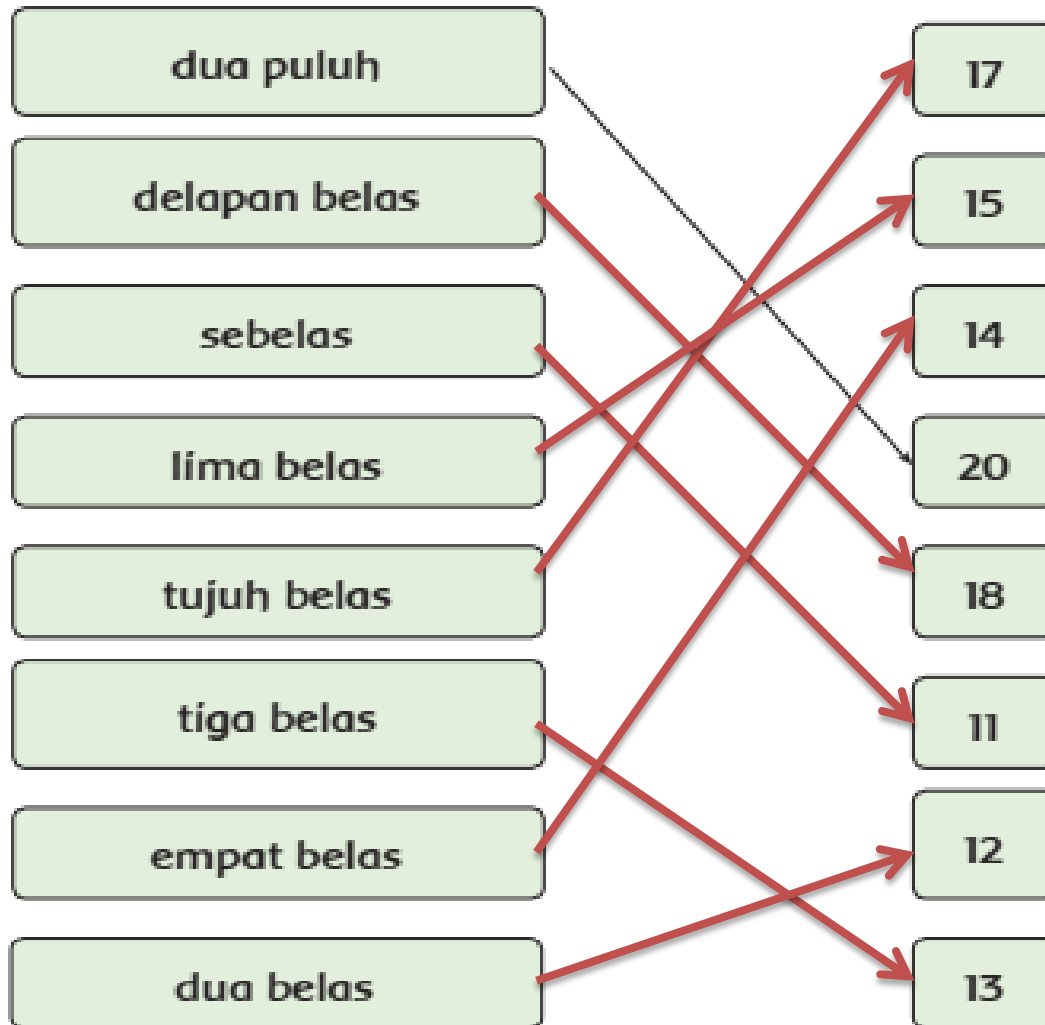 dua puluh
17
delapan belas
15
sebelas
14
lima belas
20
tujuh belas
18
tiga belas
11
empat belas
12
dua belas
13